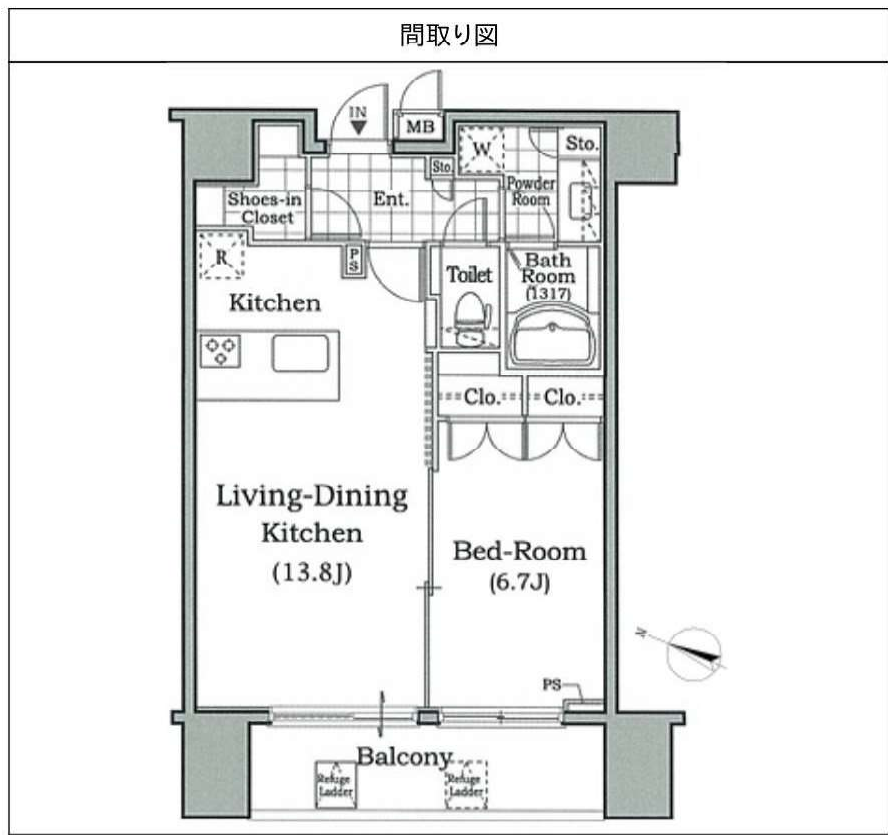 間取り図
IN
MB
W
Sto.
Sto.
Shoes-in
Closet
Ent.
Powder
Room
R
PS
Toilet
Bath
Room
(1317)
Kitchen
Clo.
Clo.
Living-Dining
Kitchen
(13.8J)
Bed-Room
(6.7J)
N
PS
Balcony
Refuge
Ladder
Refuge
Ladder